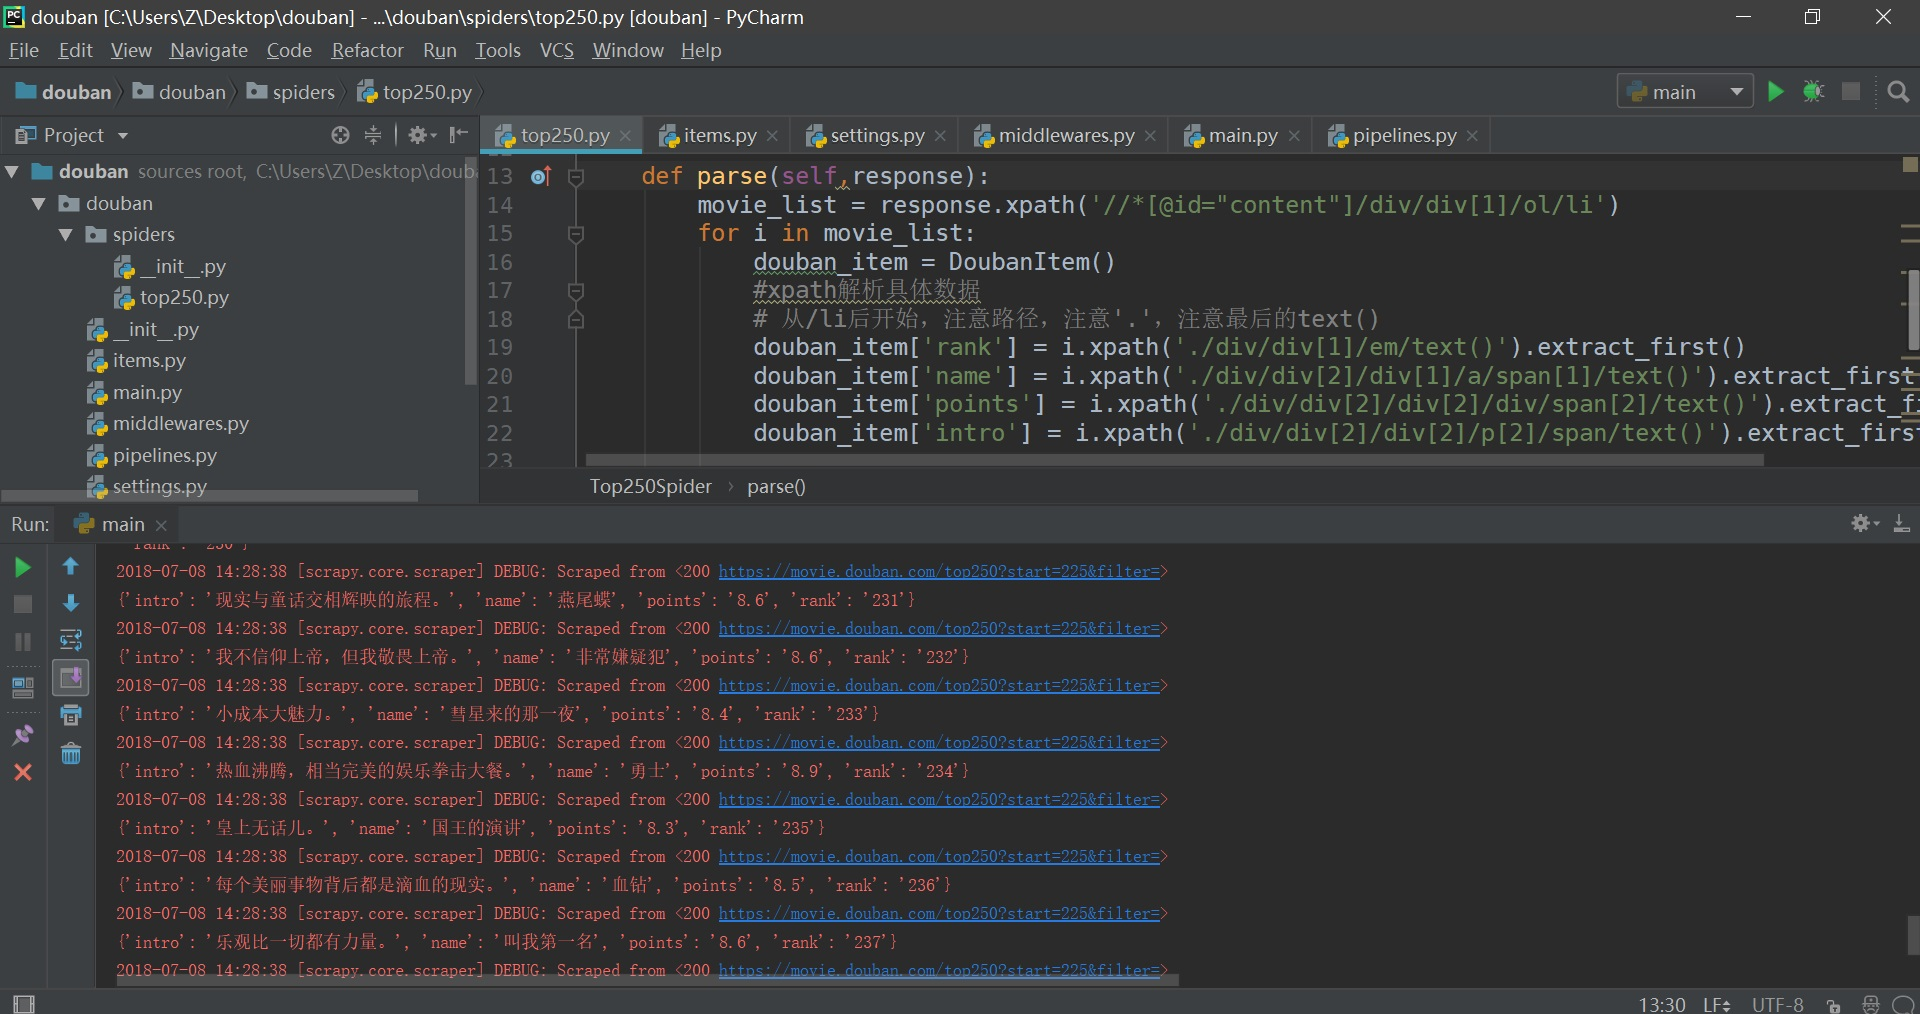 douban [C:\Users\Z\Desktop\douban] - ...\douban\spiders\top250.py [douban] - PyCharm
File Edit View Navigate Code Refactor Run Tools VCS Window Help
douban douban spiders top250.py main
Project top250.py items.py settings.py middlewares.py main.py pipelines.py
douban sources root, C:\Users\Z\Desktop\doub
douban
spiders
__init__.py
top250.py
__init__.py
items.py
main.py
middlewares.py
pipelines.py
settings.py
13 def parse(self,response):
14 movie_list = response.xpath('//*[@id="content"]/div/div[1]/ol/li')
15 for i in movie_list:
16 douban_item = DoubanItem()
17 #xpath解析具体数据
18 # 从/li后开始，注意路径，注意'.'，注意最后的text()
19 douban_item['rank'] = i.xpath('./div/div[1]/em/text()').extract_first()
20 douban_item['name'] = i.xpath('./div/div[2]/div[1]/a/span[1]/text()').extract_first
21 douban_item['points'] = i.xpath('./div/div[2]/div[2]/div/span[2]/text()').extract_fi
22 douban_item['intro'] = i.xpath('./div/div[2]/div[2]/p[2]/span/text()').extract_firs
23
Top250Spider › parse()
Run: main
'rank': '230'}
2018-07-08 14:28:38 [scrapy.core.scraper] DEBUG: Scraped from <200 https://movie.douban.com/top250?start=225&filter=>
{'intro': '现实与童话交相辉映的旅程。', 'name': '燕尾蝶', 'points': '8.6', 'rank': '231'}
2018-07-08 14:28:38 [scrapy.core.scraper] DEBUG: Scraped from <200 https://movie.douban.com/top250?start=225&filter=>
{'intro': '我不信仰上帝，但我敬畏上帝。', 'name': '非常嫌疑犯', 'points': '8.6', 'rank': '232'}
2018-07-08 14:28:38 [scrapy.core.scraper] DEBUG: Scraped from <200 https://movie.douban.com/top250?start=225&filter=>
{'intro': '小成本大魅力。', 'name': '彗星来的那一夜', 'points': '8.4', 'rank': '233'}
2018-07-08 14:28:38 [scrapy.core.scraper] DEBUG: Scraped from <200 https://movie.douban.com/top250?start=225&filter=>
{'intro': '热血沸腾，相当完美的娱乐拳击大餐。', 'name': '勇士', 'points': '8.9', 'rank': '234'}
2018-07-08 14:28:38 [scrapy.core.scraper] DEBUG: Scraped from <200 https://movie.douban.com/top250?start=225&filter=>
{'intro': '皇上无话儿。', 'name': '国王的演讲', 'points': '8.3', 'rank': '235'}
2018-07-08 14:28:38 [scrapy.core.scraper] DEBUG: Scraped from <200 https://movie.douban.com/top250?start=225&filter=>
{'intro': '每个美丽事物背后都是滴血的现实。', 'name': '血钻', 'points': '8.5', 'rank': '236'}
2018-07-08 14:28:38 [scrapy.core.scraper] DEBUG: Scraped from <200 https://movie.douban.com/top250?start=225&filter=>
{'intro': '乐观比一切都有力量。', 'name': '叫我第一名', 'points': '8.6', 'rank': '237'}
2018-07-08 14:28:38 [scrapy.core.scraper] DEBUG: Scraped from <200 https://movie.douban.com/top250?start=225&filter=>
13:30 LF UTF-8